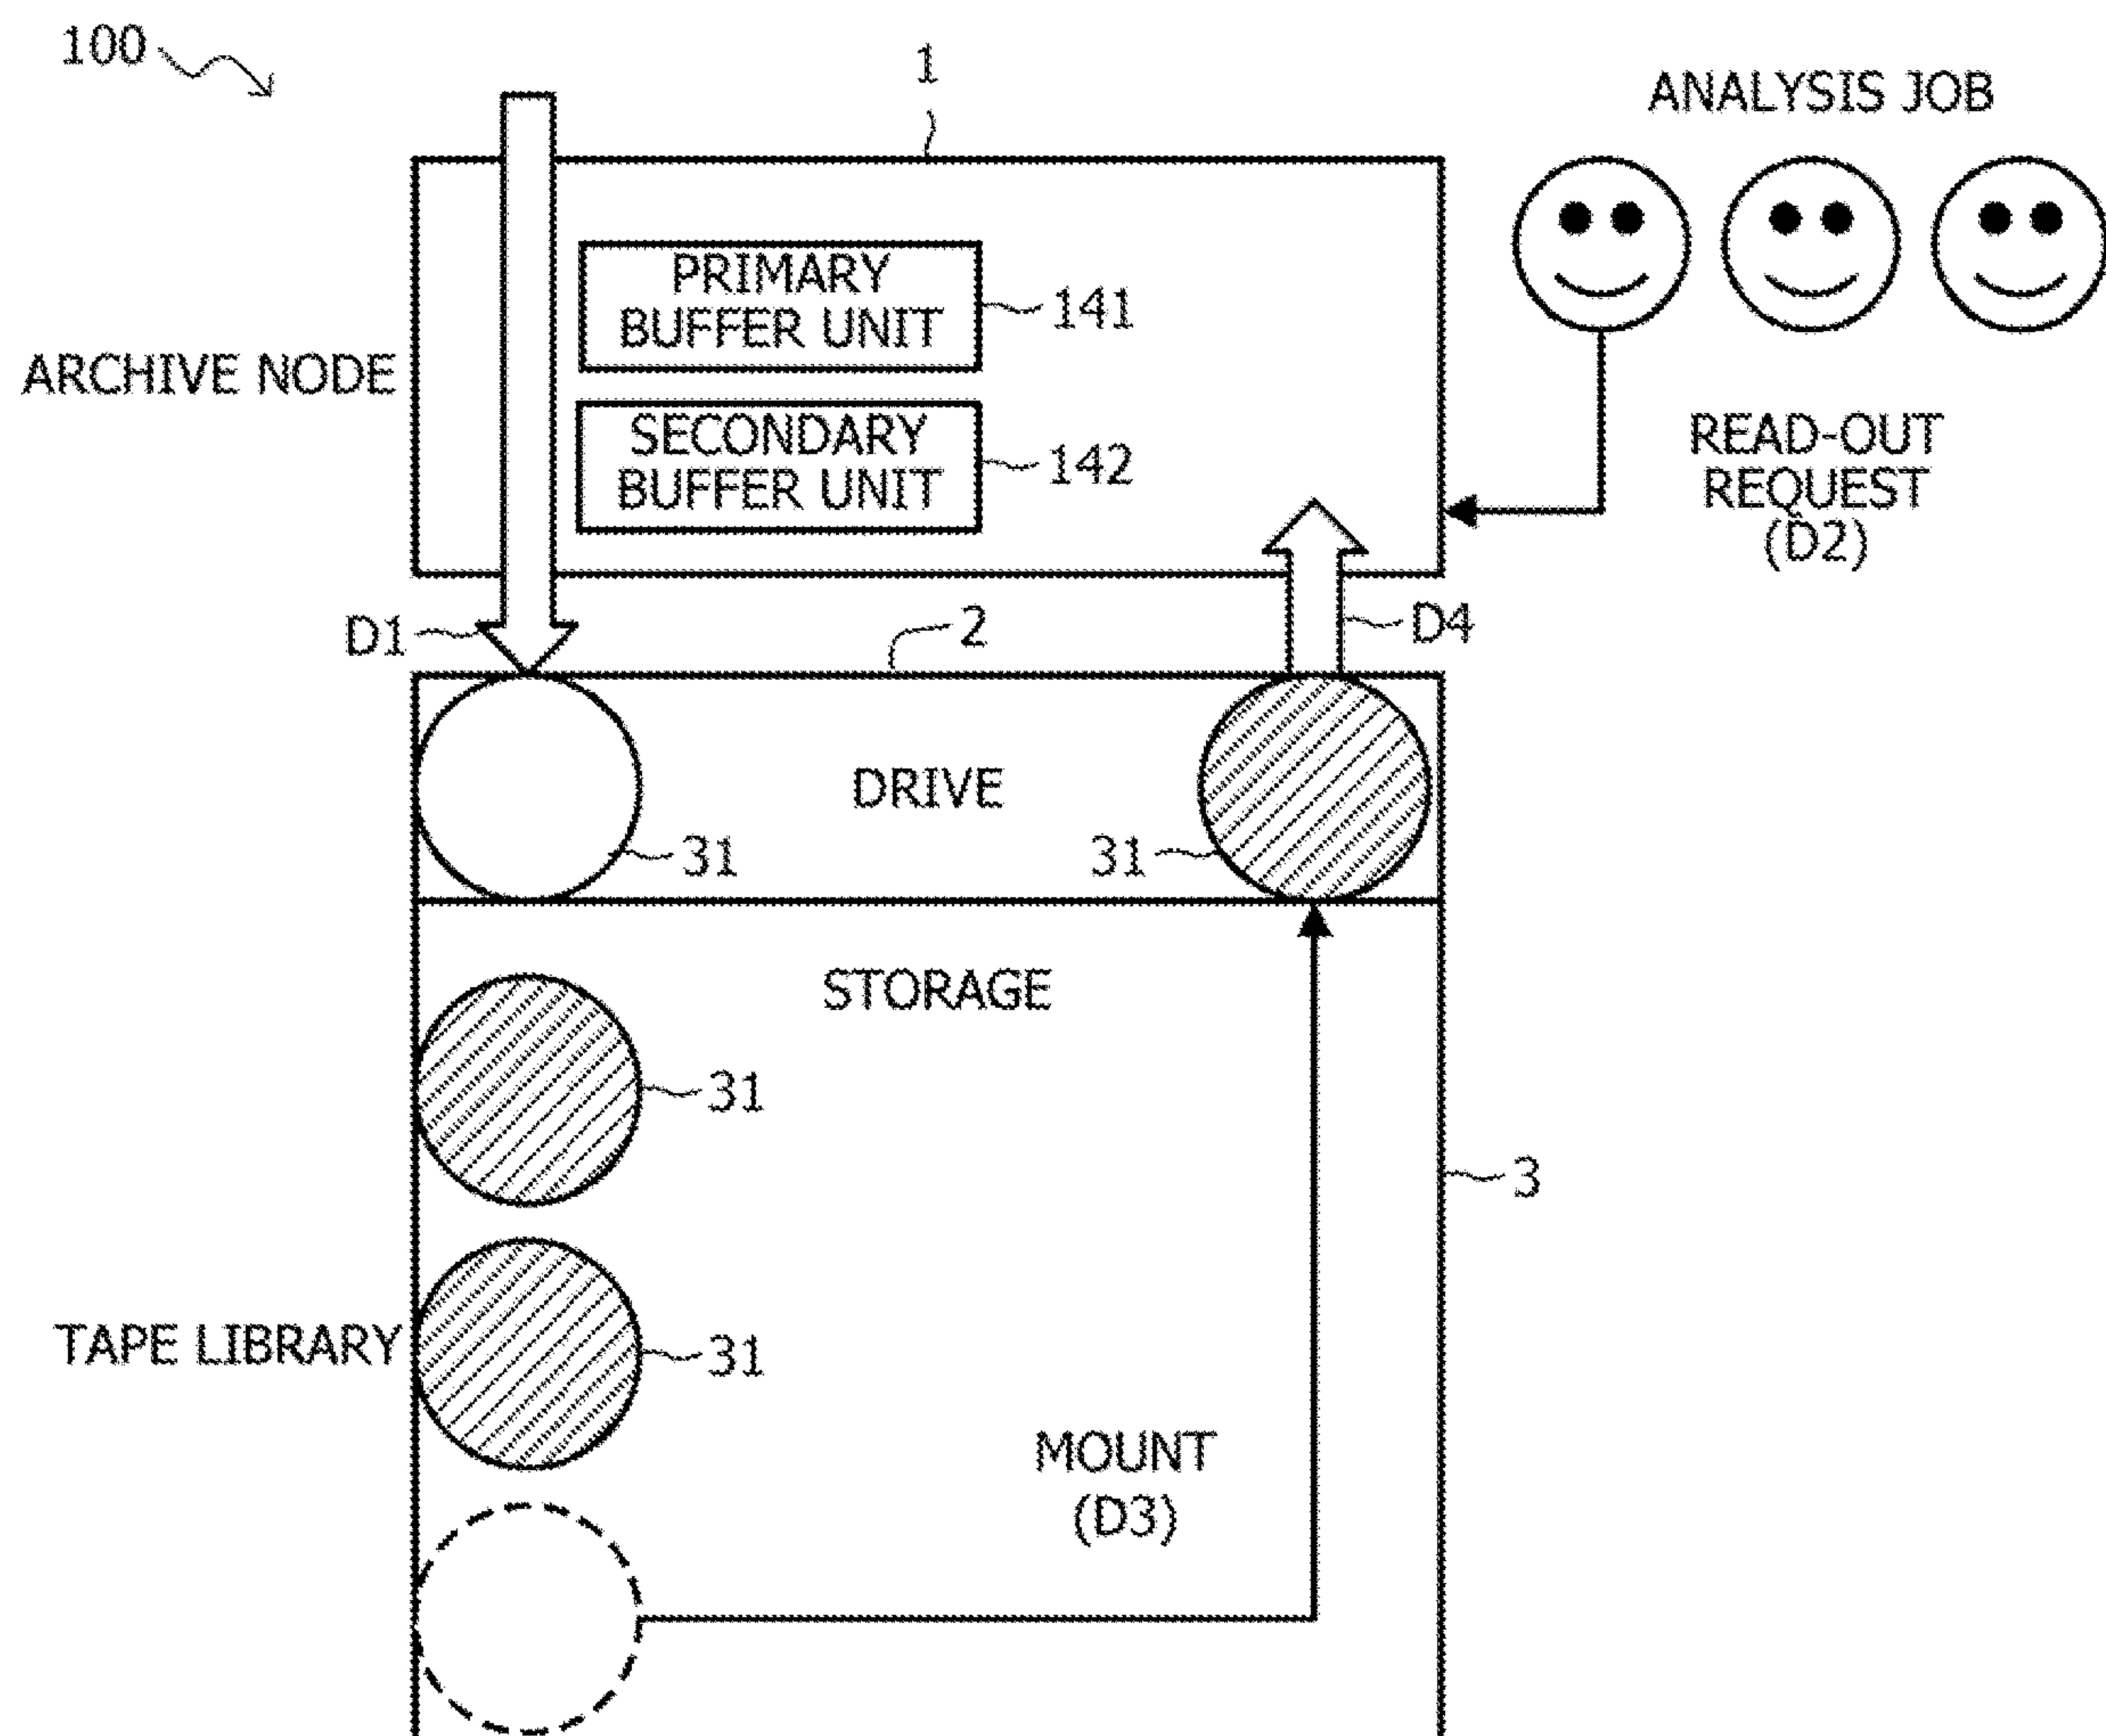 100
1
ANALYSIS JOB
PRIMARY
BUFFER UNIT
141
ARCHIVE NODE
SECONDARY
BUFFER UNIT
142
READ-OUT
REQUEST
(D2)
D1
2
D4
DRIVE
31
31
STORAGE
31
3
TAPE LIBRARY
31
MOUNT
(D3)